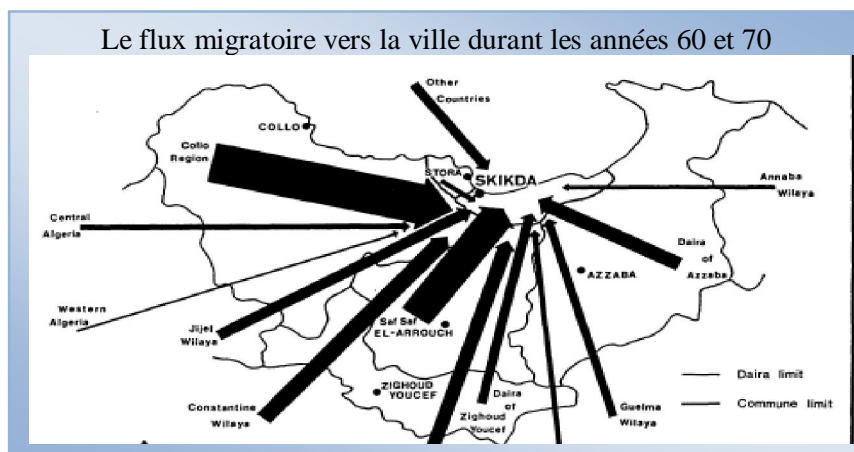 Le flux migratoire vers la ville durant les années 60 et 70
Other
Countries
COLLO
Collo
Region
STORA
SKIKDA
Annaba
Wilaya
Central
Algeria
Daira
of
Azzaba
AZZABA
Western
Algeria
Jijel
Wilaya
Saf Saf
EL-ARROUCH
Daira limit
ZIGHOUD
YOUCEF
Daira
of
Zighoud
Youcef
Commune limit
Constantine
Wilaya
Guelma
Wilaya